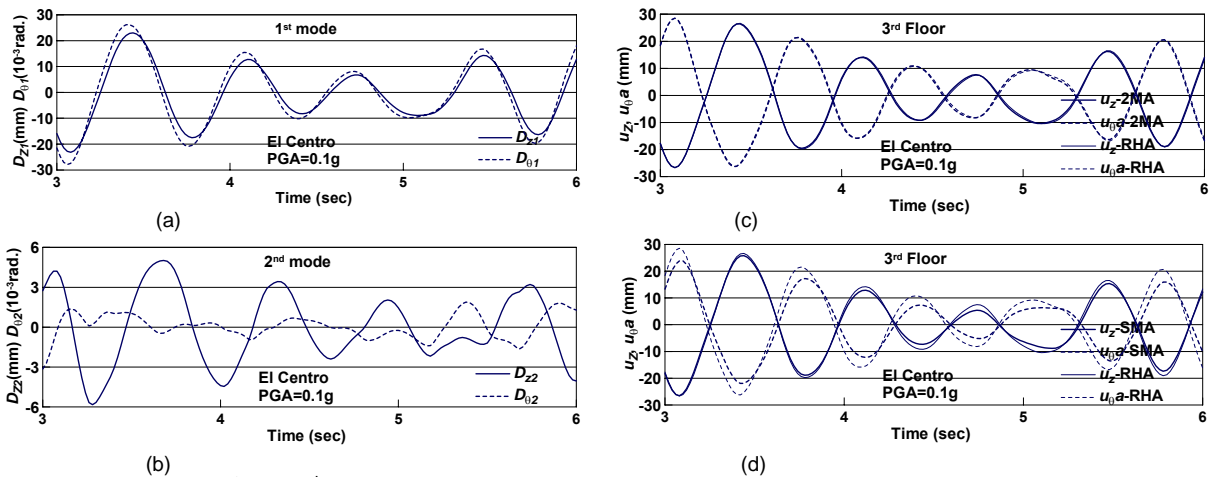 30
20
10
0
-10
-20
-30
D_Z1(mm) D_θ1(10⁻³rad.)
1st mode
El Centro
PGA=0.1g
D_z1
D_θ1
3 4 5 6
Time (sec)
(a)
30
20
10
0
-10
-20
-30
u_Z, u_θa (mm)
3rd Floor
El Centro
PGA=0.1g
u_z-2MA
u_θa-2MA
u_z-RHA
u_θa-RHA
3 4 5 6
Time (sec)
(c)
6
3
0
-3
-6
D_Z2(mm) D_θ2(10⁻³rad.)
2nd mode
El Centro
PGA=0.1g
D_z2
D_θ2
3 4 5 6
Time (sec)
(b)
30
20
10
0
-10
-20
-30
u_Z, u_θa (mm)
3rd Floor
El Centro
PGA=0.1g
u_z-SMA
u_θa-SMA
u_z-RHA
u_θa-RHA
3 4 5 6
Time (sec)
(d)